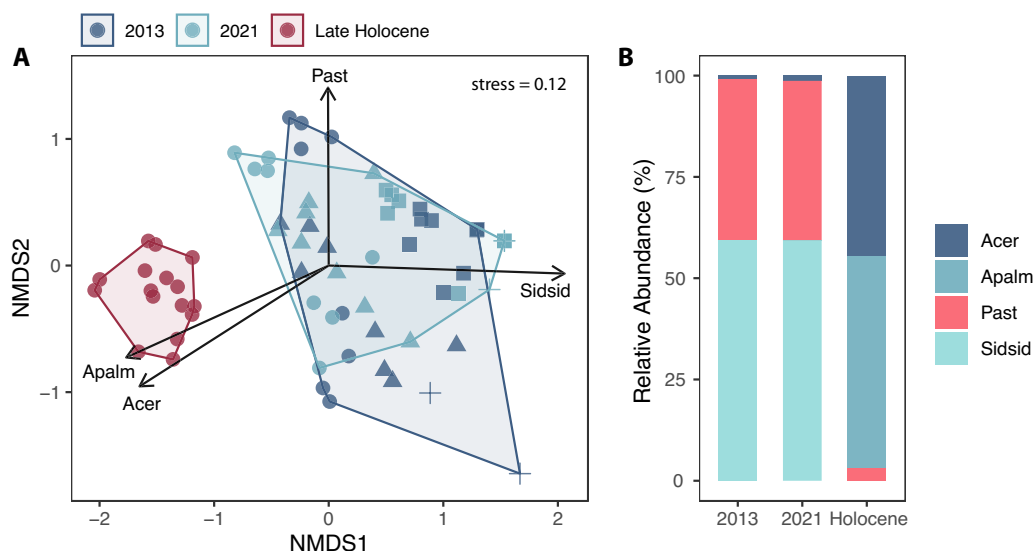 2013 2021 Late Holocene
A
Past
stress = 0.12
1
0
−1
NMDS2
Sidsid
Apalm
Acer
−2 −1 0 1 2
NMDS1
B
100
75
50
25
0
Relative Abundance (%)
2013 2021 Holocene
Acer
Apalm
Past
Sidsid